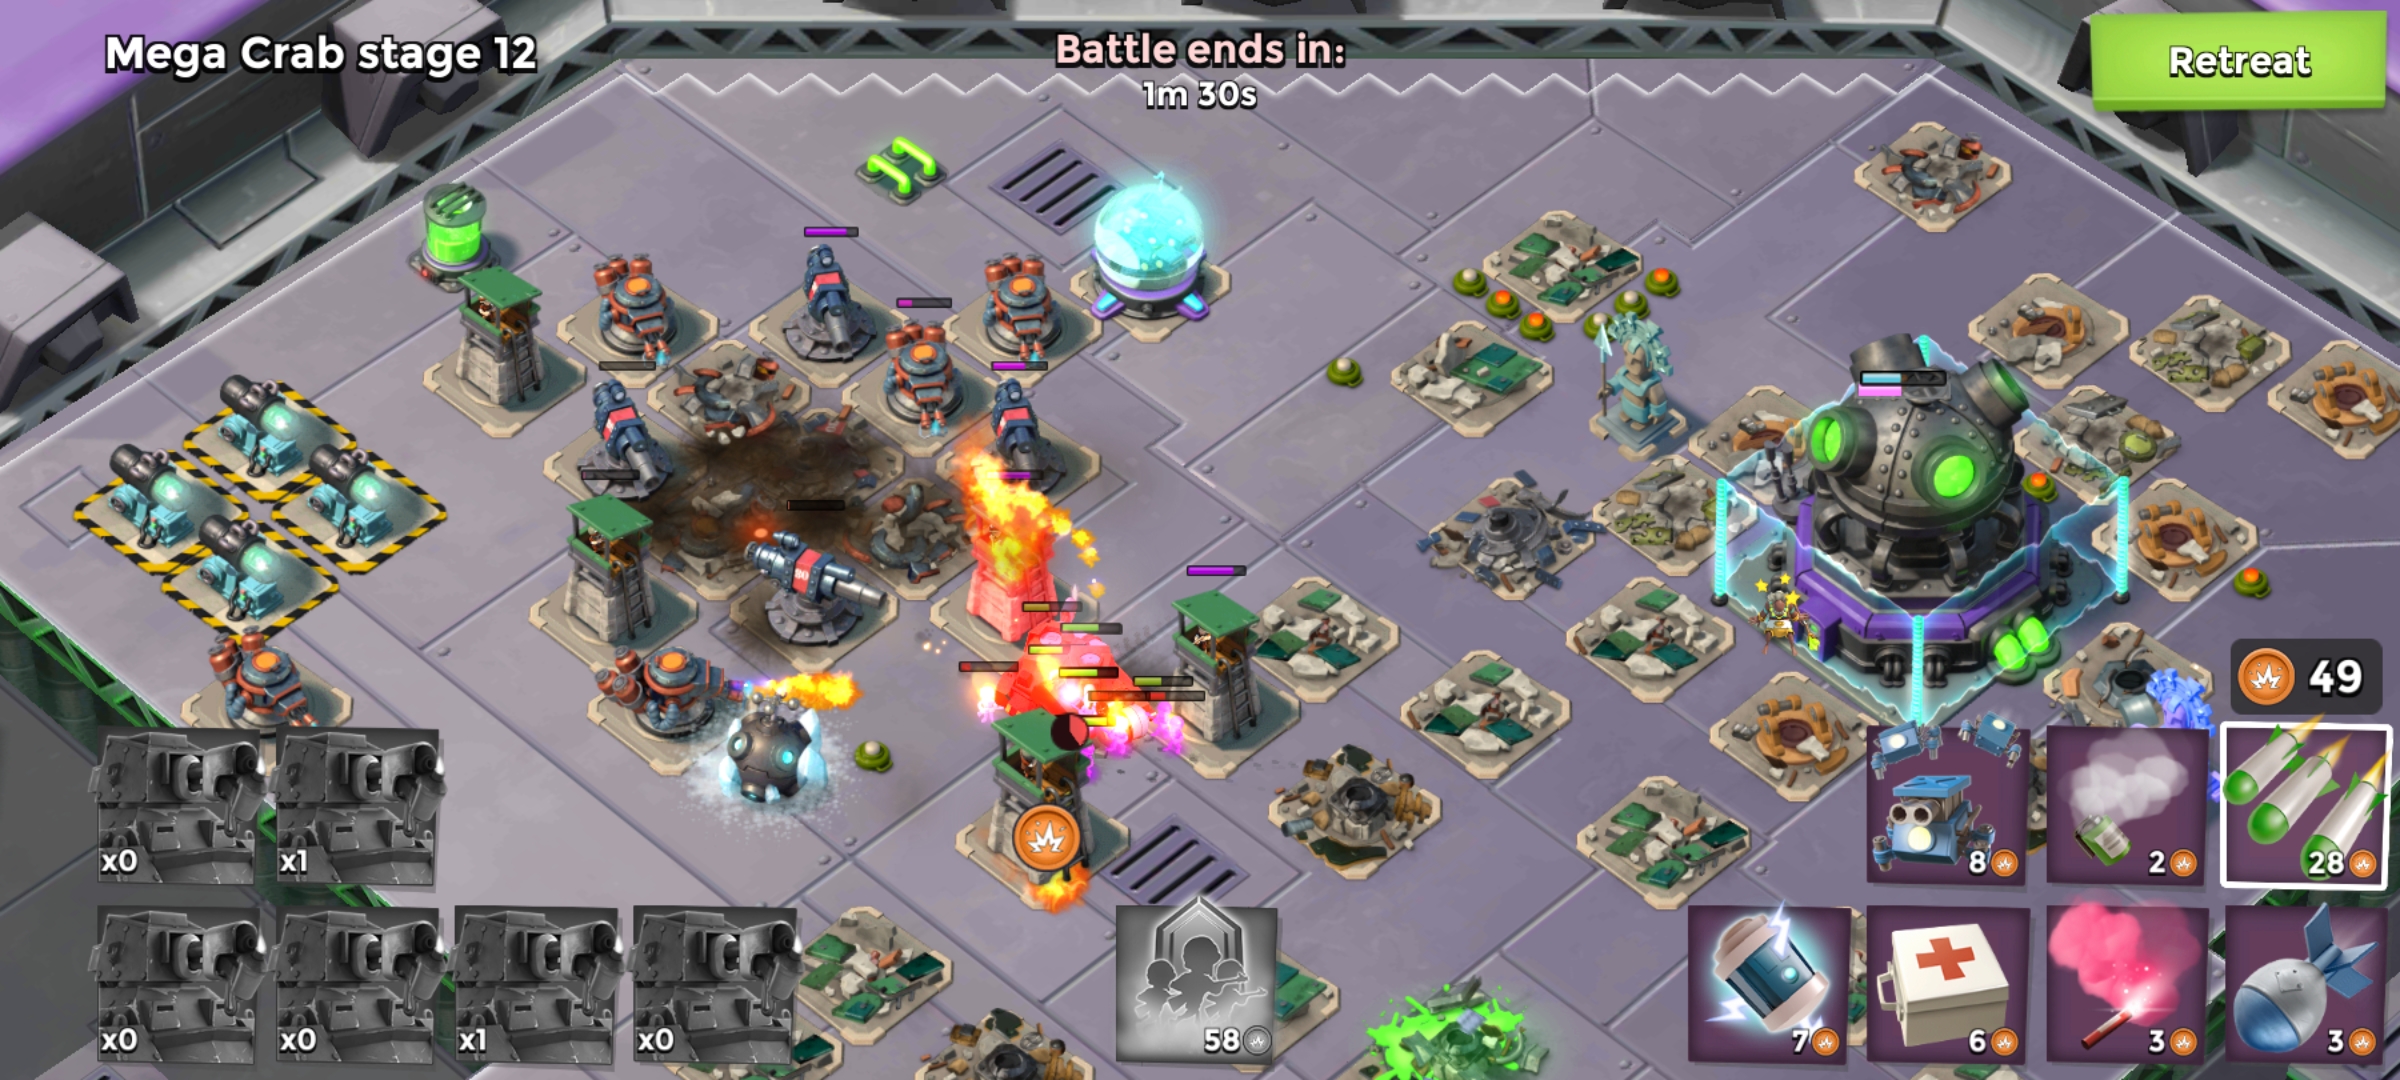 Mega Crab stage 12
Battle ends in:
1m 30s
Retreat
49
x0
x1
8
2
28
x0
x0
x1
x0
58
7
6
3
3